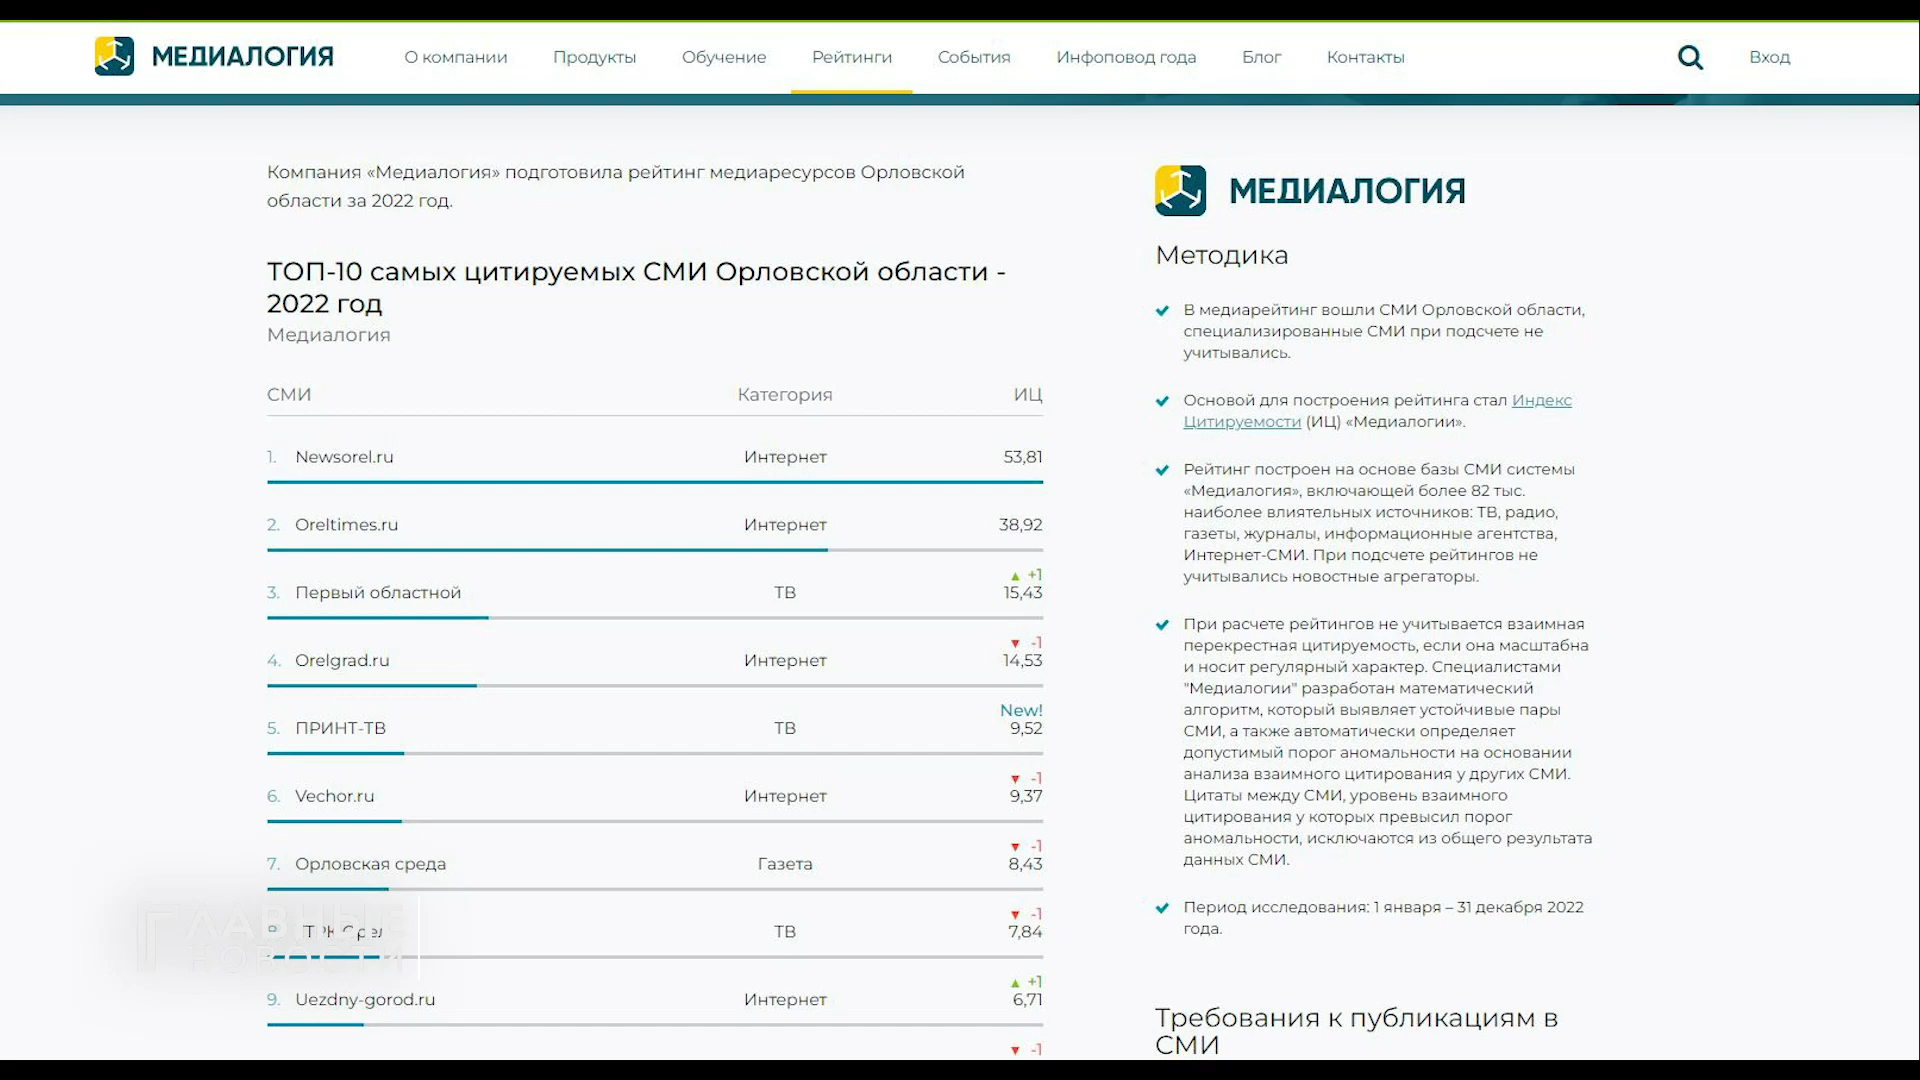 МЕДИАЛОГИЯ
О компании
Продукты
Обучение
Рейтинги
События
Инфоповод года
Блог
Контакты
Вход
Компания «Медиалогия» подготовила рейтинг медиаресурсов Орловской
области за 2022 год.
ТОП-10 самых цитируемых СМИ Орловской области -
2022 год
Медиалогия
СМИ Категория ИЦ
1. Newsorel.ru Интернет 53,81
2. Oreltimes.ru Интернет 38,92
▲ +1
3. Первый областной ТВ 15,43
▼ -1
4. Orelgrad.ru Интернет 14,53
New!
5. ПРИНТ-ТВ ТВ 9,52
▼ -1
6. Vechor.ru Интернет 9,37
▼ -1
7. Орловская среда Газета 8,43
▼ -1
ТВ 7,84
▲ +1
9. Uezdny-gorod.ru Интернет 6,71
▼ -1
ГЛАВНЫЕ
НОВОСТИ
МЕДИАЛОГИЯ
Методика
В медиарейтинг вошли СМИ Орловской области,
специализированные СМИ при подсчете не
учитывались.
Основой для построения рейтинга стал Индекс
Цитируемости (ИЦ) «Медиалогии».
Рейтинг построен на основе базы СМИ системы
«Медиалогия», включающей более 82 тыс.
наиболее влиятельных источников: ТВ, радио,
газеты, журналы, информационные агентства,
Интернет-СМИ. При подсчете рейтингов не
учитывались новостные агрегаторы.
При расчете рейтингов не учитывается взаимная
перекрестная цитируемость, если она масштабна
и носит регулярный характер. Специалистами
"Медиалогии" разработан математический
алгоритм, который выявляет устойчивые пары
СМИ, а также автоматически определяет
допустимый порог аномальности на основании
анализа взаимного цитирования у других СМИ.
Цитаты между СМИ, уровень взаимного
цитирования у которых превысил порог
аномальности, исключаются из общего результата
данных СМИ.
Период исследования: 1 января – 31 декабря 2022
года.
Требования к публикациям в
СМИ